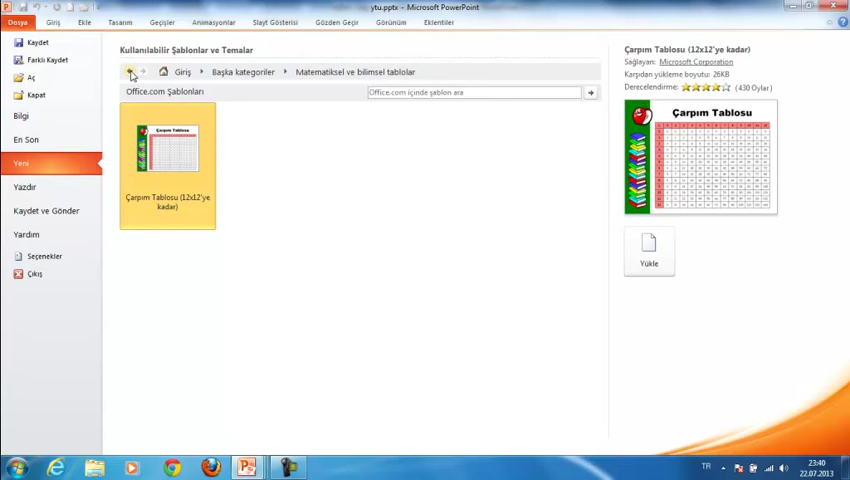 ytu.pptx - Microsoft PowerPoint
Dosya Giriş Ekle Tasarım Geçişler Animasyonlar Slayt Gösterisi Gözden Geçir Görünüm Eklentiler
Kaydet
Farklı Kaydet
Aç
Kapat
Bilgi
En Son
Yeni
Yazdır
Kaydet ve Gönder
Yardım
Seçenekler
Çıkış
Kullanılabilir Şablonlar ve Temalar
Giriş Başka kategoriler Matematiksel ve bilimsel tablolar
Office.com Şablonları
Office.com içinde şablon ara
Çarpım Tablosu
Çarpım Tablosu (12x12'ye
kadar)
Çarpım Tablosu (12x12'ye kadar)
Sağlayan: Microsoft Corporation
Karşıdan yükleme boyutu: 26KB
Derecelendirme: (430 Oylar)
Çarpım Tablosu
Yükle
TR
23:40
22.07.2013